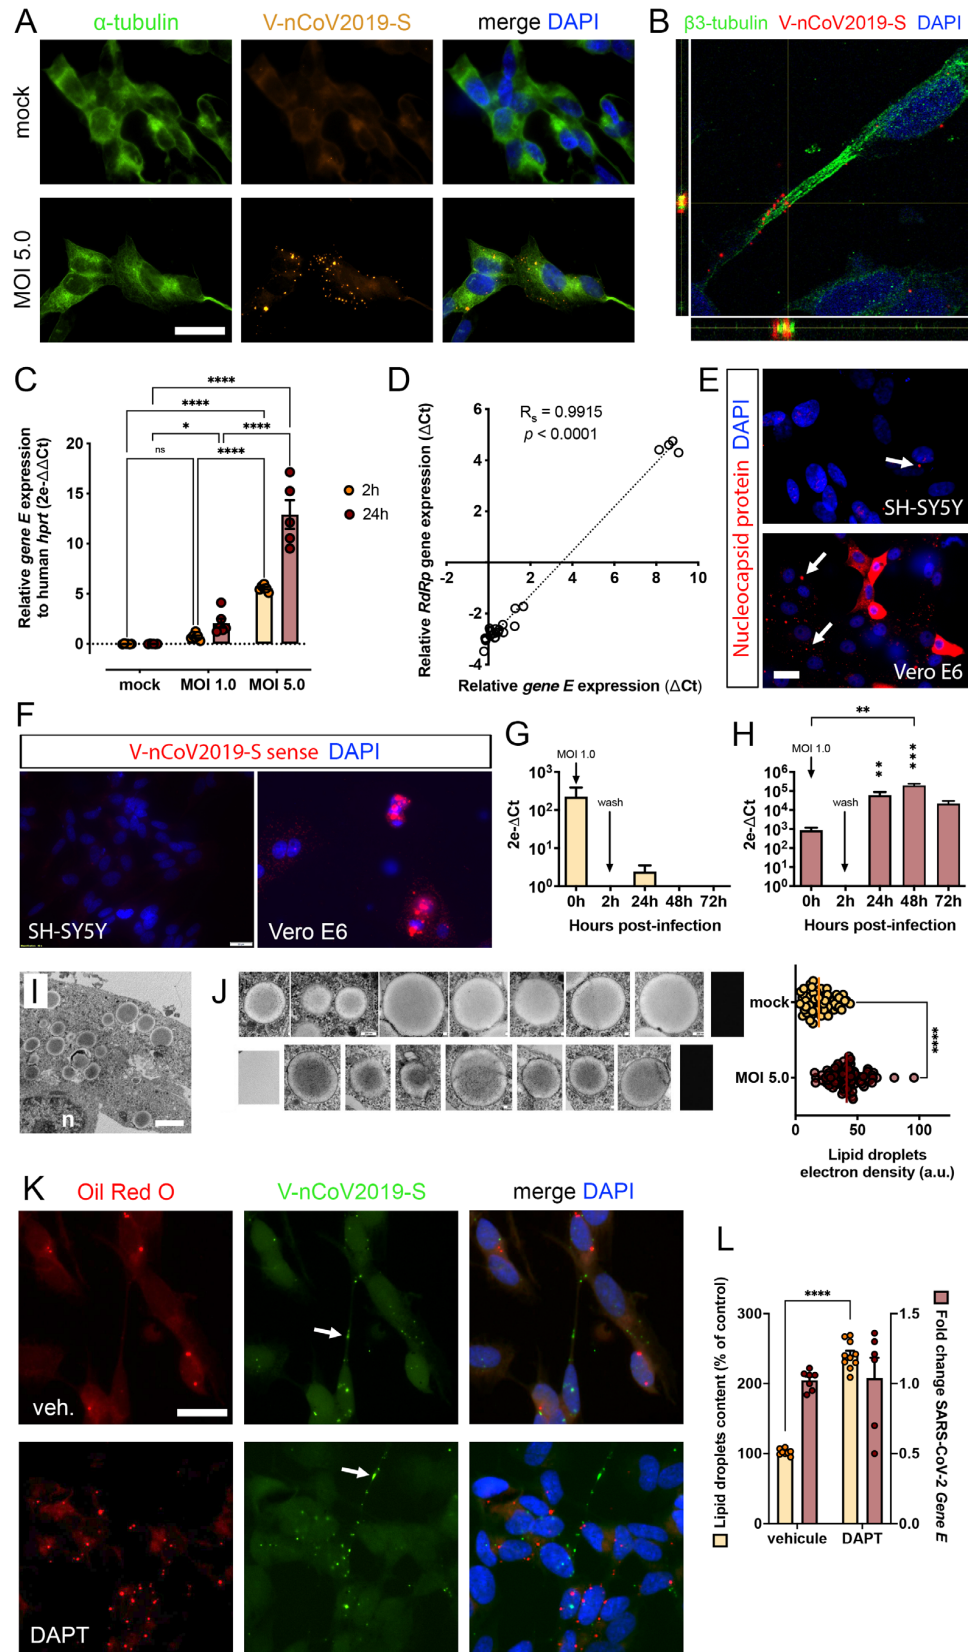 A
α-tubulin
V-nCoV2019-S
merge DAPI
mock
MOI 5.0
B
β3-tubulin V-nCoV2019-S DAPI
C
Relative gene E expression
to human hprt (2e-ΔΔCt)
20
15
10
5
0
****
****
*
****
ns
****
2h
24h
mock
MOI 1.0
MOI 5.0
D
Relative RdRp gene expression (ΔCt)
Rs = 0.9915
p < 0.0001
6
4
2
-2
-4
-2
2
4
6
8
10
Relative gene E expression (ΔCt)
E
Nucleocapsid protein DAPI
SH-SY5Y
Vero E6
F
V-nCoV2019-S sense DAPI
SH-SY5Y
Vero E6
G
MOI 1.0
wash
2e-ΔCt
10³
10²
10¹
10⁰
0h 2h 24h 48h 72h
Hours post-infection
H
**
MOI 1.0
wash
**
***
2e-ΔCt
10⁶
10⁵
10⁴
10³
10²
10¹
10⁰
0h 2h 24h 48h 72h
Hours post-infection
I
n
J
mock
MOI 5.0
****
0 50 100
Lipid droplets
electron density (a.u.)
K
Oil Red O
V-nCoV2019-S
merge DAPI
veh.
DAPT
L
Lipid droplets content (% of control)
300
200
100
0
****
1.5
1.0
0.5
0.0
Fold change SARS-CoV-2 Gene E
vehicule
DAPT